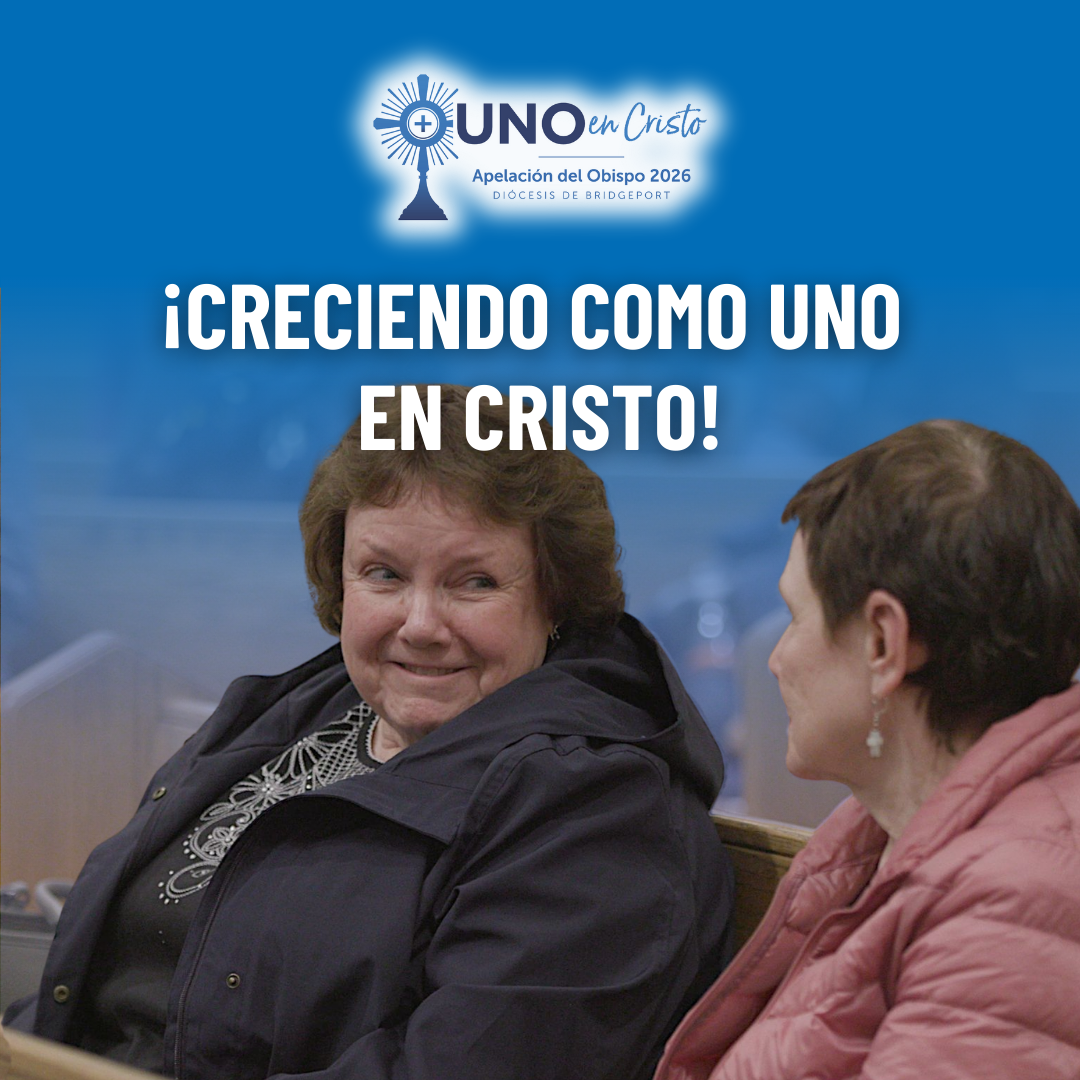 UNO en Cristo
Apelación del Obispo 2026
DIÓCESIS DE BRIDGEPORT
¡CRECIENDO COMO UNO
EN CRISTO!